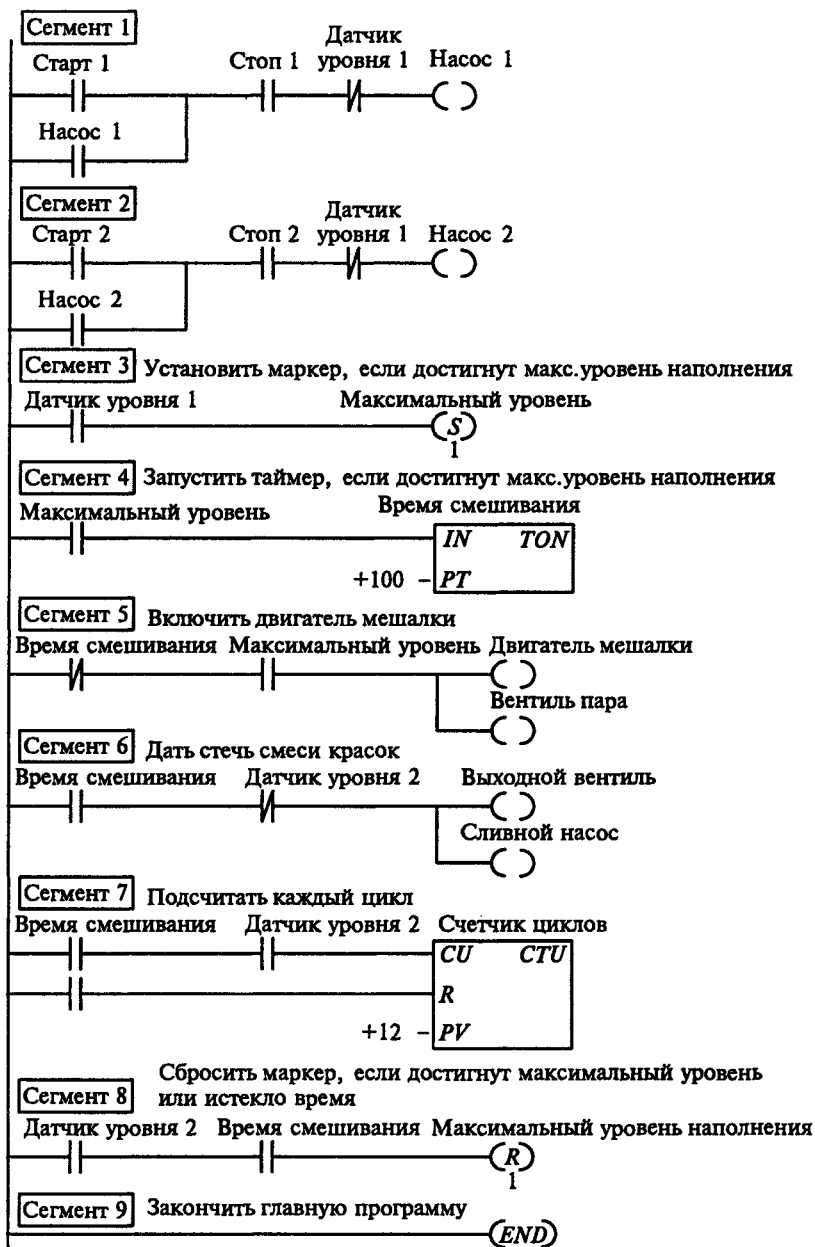 Сегмент 1
Датчик
Старт 1 Стоп 1 уровня 1 Насос 1
Насос 1
Сегмент 2
Датчик
Старт 2 Стоп 2 уровня 1 Насос 2
Насос 2
Сегмент 3 Установить маркер, если достигнут макс.уровень наполнения
Датчик уровня 1 Максимальный уровень
S
1
Сегмент 4 Запустить таймер, если достигнут макс.уровень наполнения
Максимальный уровень Время смешивания
IN TON
+100 - PT
Сегмент 5 Включить двигатель мешалки
Время смешивания Максимальный уровень Двигатель мешалки
Вентиль пара
Сегмент 6 Дать стечь смеси красок
Время смешивания Датчик уровня 2 Выходной вентиль
Сливной насос
Сегмент 7 Подсчитать каждый цикл
Время смешивания Датчик уровня 2 Счетчик циклов
CU CTU
R
+12 - PV
Сбросить маркер, если достигнут максимальный уровень
Сегмент 8 или истекло время
Датчик уровня 2 Время смешивания Максимальный уровень наполнения
R
1
Сегмент 9 Закончить главную программу
END